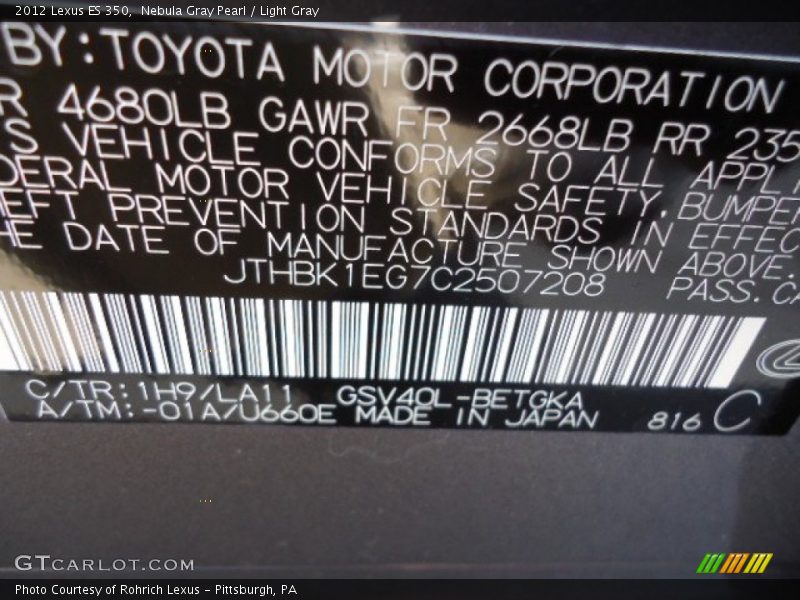 2012 Lexus ES 350, Nebula Gray Pearl / Light Gray
BY: TOYOTA MOTOR CORPORATION
R 4680LB GAWR FR 2668LB RR 235
S VEHICLE CONFORMS TO ALL APPLI
DERAL MOTOR VEHICLE SAFETY, BUMPER
EFT PREVENTION STANDARDS IN EFFEC
HE DATE OF MANUFACTURE SHOWN ABOVE.
JTHBK1EG7C2507208 PASS. CA
C/TR: 1H9/LA11 GSV40L-BETGKA
A/TM: -01A/U660E MADE IN JAPAN 816 C
GTCARLOT.COM
Photo Courtesy of Rohrich Lexus - Pittsburgh, PA